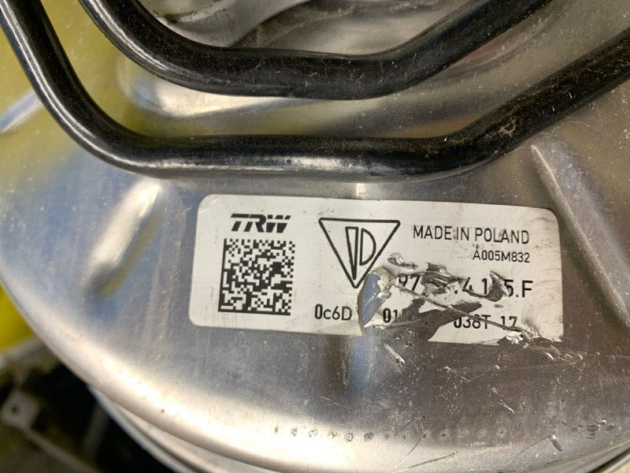 TRW
MADE IN POLAND
A005M832
0c6D
038T 17